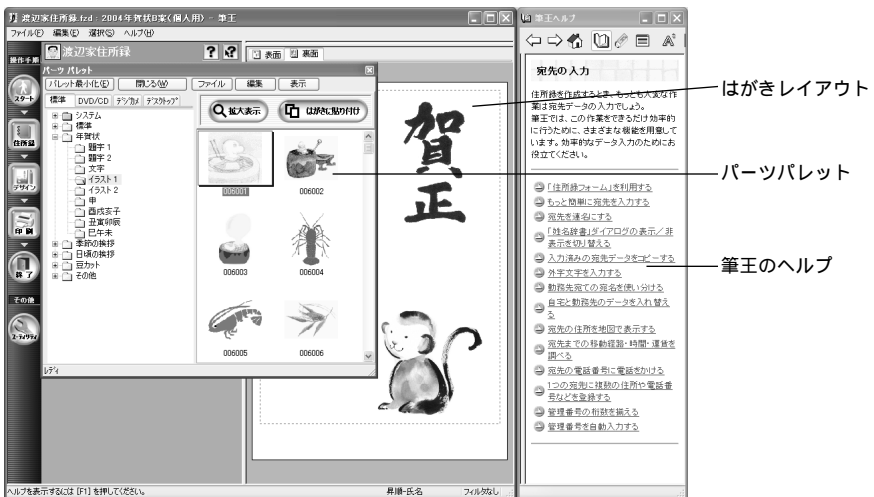 渡辺家住所録.fzd : 2004年賀状B案(個人用) - 筆王
ファイル(F) 編集(E) 選択(S) ヘルプ(H)
操作手順
渡辺家住所録
表面 裏面
パーツ パレット
パレット最小化(E) 閉じる(W) ファイル 編集 表示
標準 DVD/CD デジカメ デスクトップ
拡大表示 はがきに貼り付け
システム
標準
年賀状
題字 1
題字 2
文字
イラスト 1
イラスト 2
申
酉戌亥子
丑寅卯辰
巳午未
季節の挨拶
日頃の挨拶
豆カット
その他
006001
006002
006003
006004
006005
006006
レディ
スタート
住所録
デザイン
印刷
終了
その他
ユーティリティ
賀正
ヘルプを表示するには [F1] を押してください。
昇順-氏名
フィルタなし
筆王ヘルプ
宛先の入力
住所録を作成するとき、もっとも大変な作
業は宛先データの入力でしょう。
筆王では、この作業をできるだけ効率的
に行うために、さまざまな機能を用意して
います。効率的なデータ入力のためにお
役立てください。
「住所録フォーム」を利用する
もっと簡単に宛先を入力する
宛先を連名にする
「姓名辞書」ダイアログの表示／非
表示を切り替える
入力済みの宛先データをコピーする
外字文字を入力する
勤務先宛ての宛名を使い分ける
自宅と勤務先のデータを入れ替え
る
宛先の住所を地図で表示する
宛先までの移動経路・時間・運賃を
調べる
宛先の電話番号に電話をかける
1つの宛先に複数の住所や電話番
号などを登録する
管理番号の桁数を揃える
管理番号を自動入力する
はがきレイアウト
パーツパレット
筆王のヘルプ